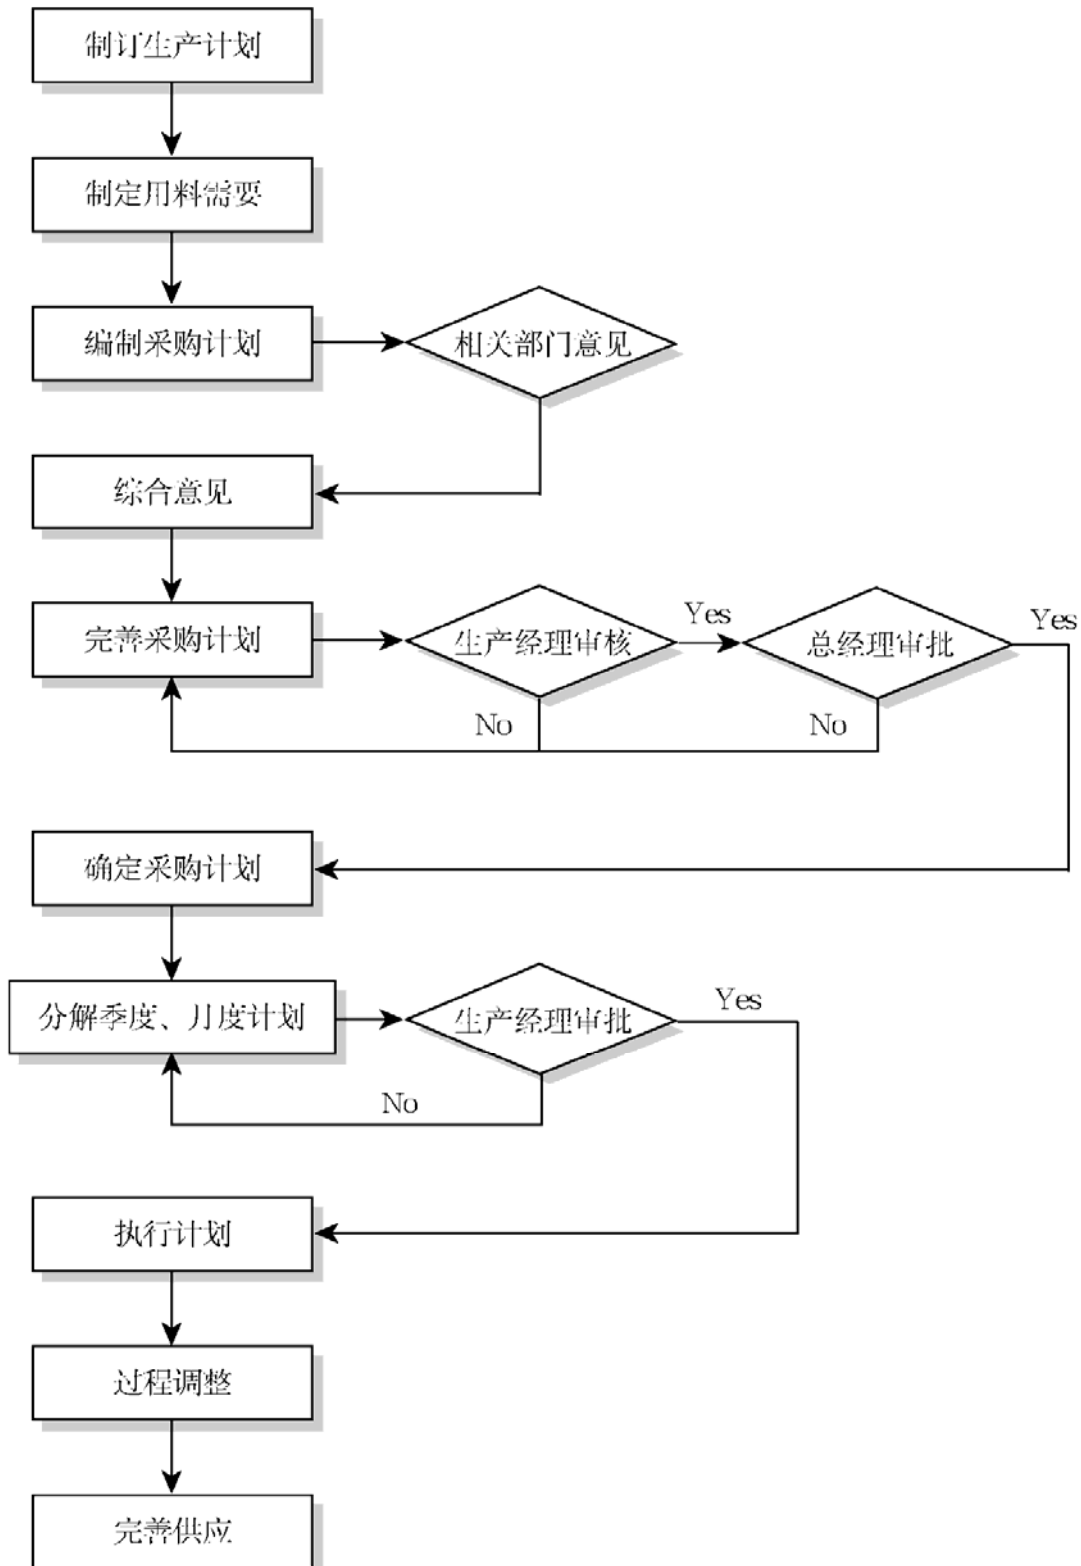 制订生产计划
制定用料需要
编制采购计划
相关部门意见
综合意见
完善采购计划
生产经理审核
Yes
总经理审批
Yes
No
No
确定采购计划
分解季度、月度计划
生产经理审批
Yes
No
执行计划
过程调整
完善供应